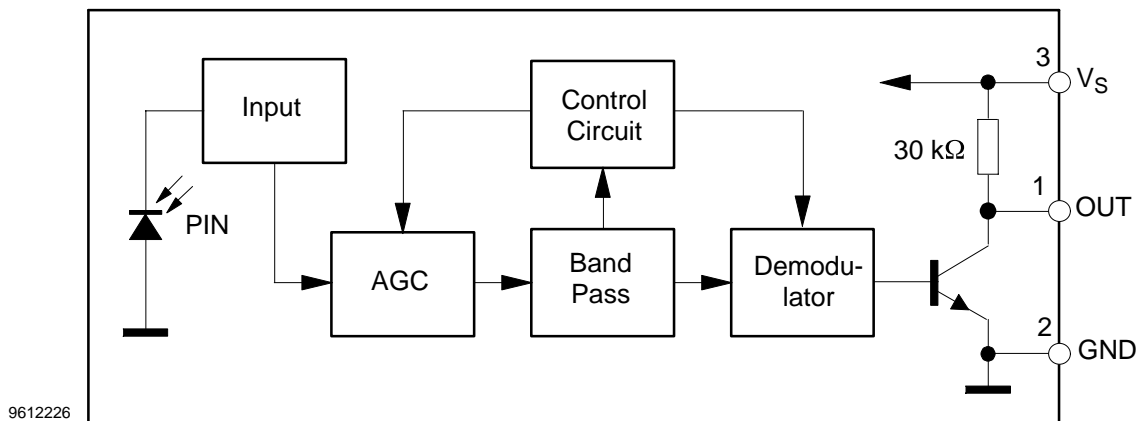 Input
PIN
AGC
Control
Circuit
Band
Pass
Demodu-
lator
30 kΩ
3
VS
1
OUT
2
GND
9612226